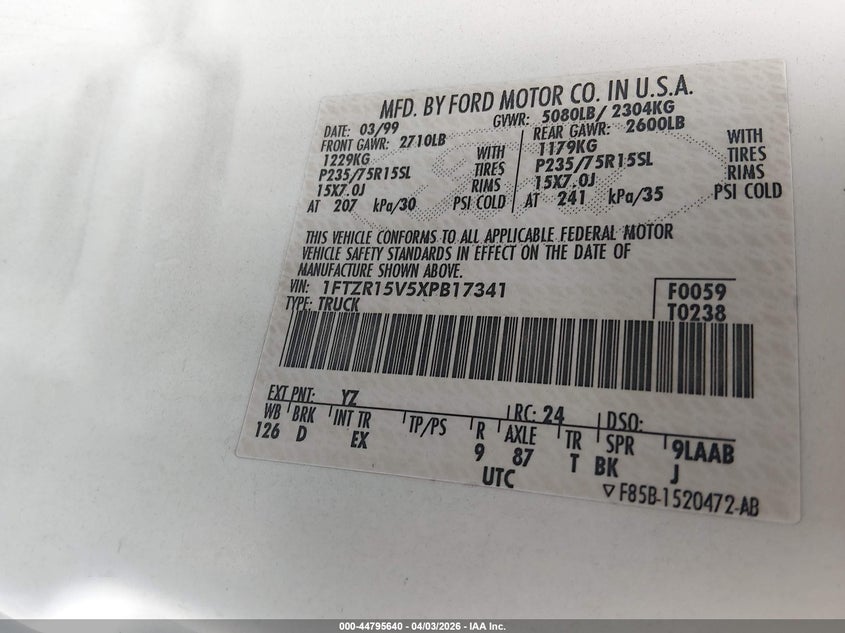 MFD. BY FORD MOTOR CO. IN U.S.A.
DATE: 03/99 GVWR: 5080LB/ 2304KG
FRONT GAWR: 2710LB REAR GAWR: 2600LB
1229KG WITH 1179KG WITH
P235/75R15SL TIRES P235/75R15SL TIRES
15X7.0J RIMS 15X7.0J RIMS
AT 207 kPa/30 PSI COLD AT 241 kPa/35 PSI COLD
THIS VEHICLE CONFORMS TO ALL APPLICABLE FEDERAL MOTOR
VEHICLE SAFETY STANDARDS IN EFFECT ON THE DATE OF
MANUFACTURE SHOWN ABOVE.
VIN: 1FTZR15V5XPB17341 F0059
TYPE: TRUCK T0238
EXT PNT: YZ RC: 24 DSO:
WB BRK INT TR TP/PS R AXLE TR SPR 9LAAB
126 D EX 9 87 T BK J
UTC
▽ F85B-1520472-AB
000-44795640 - 04/03/2026 - IAA Inc.